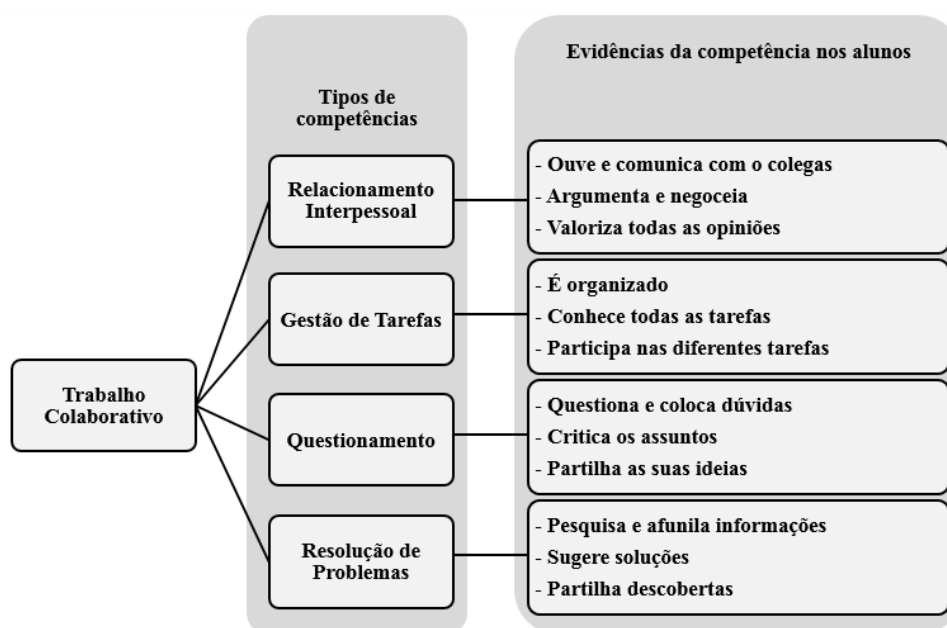 Evidências da competência nos alunos
Tipos de
competências
Trabalho
Colaborativo
Relacionamento
Interpessoal
- Ouve e comunica com o colegas
- Argumenta e negoceia
- Valoriza todas as opiniões
Gestão de Tarefas
- É organizado
- Conhece todas as tarefas
- Participa nas diferentes tarefas
Questionamento
- Questiona e coloca dúvidas
- Critica os assuntos
- Partilha as suas ideias
Resolução de
Problemas
- Pesquisa e afunila informações
- Sugere soluções
- Partilha descobertas